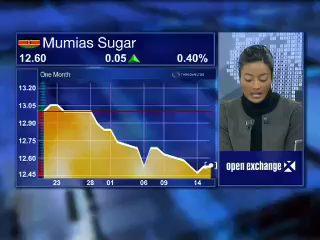 Mumias Sugar
12.60 0.05 0.40%
One Month
13.20
13.05
12.90
12.75
12.60
12.45
23 28 01 06 09 14
open exchange